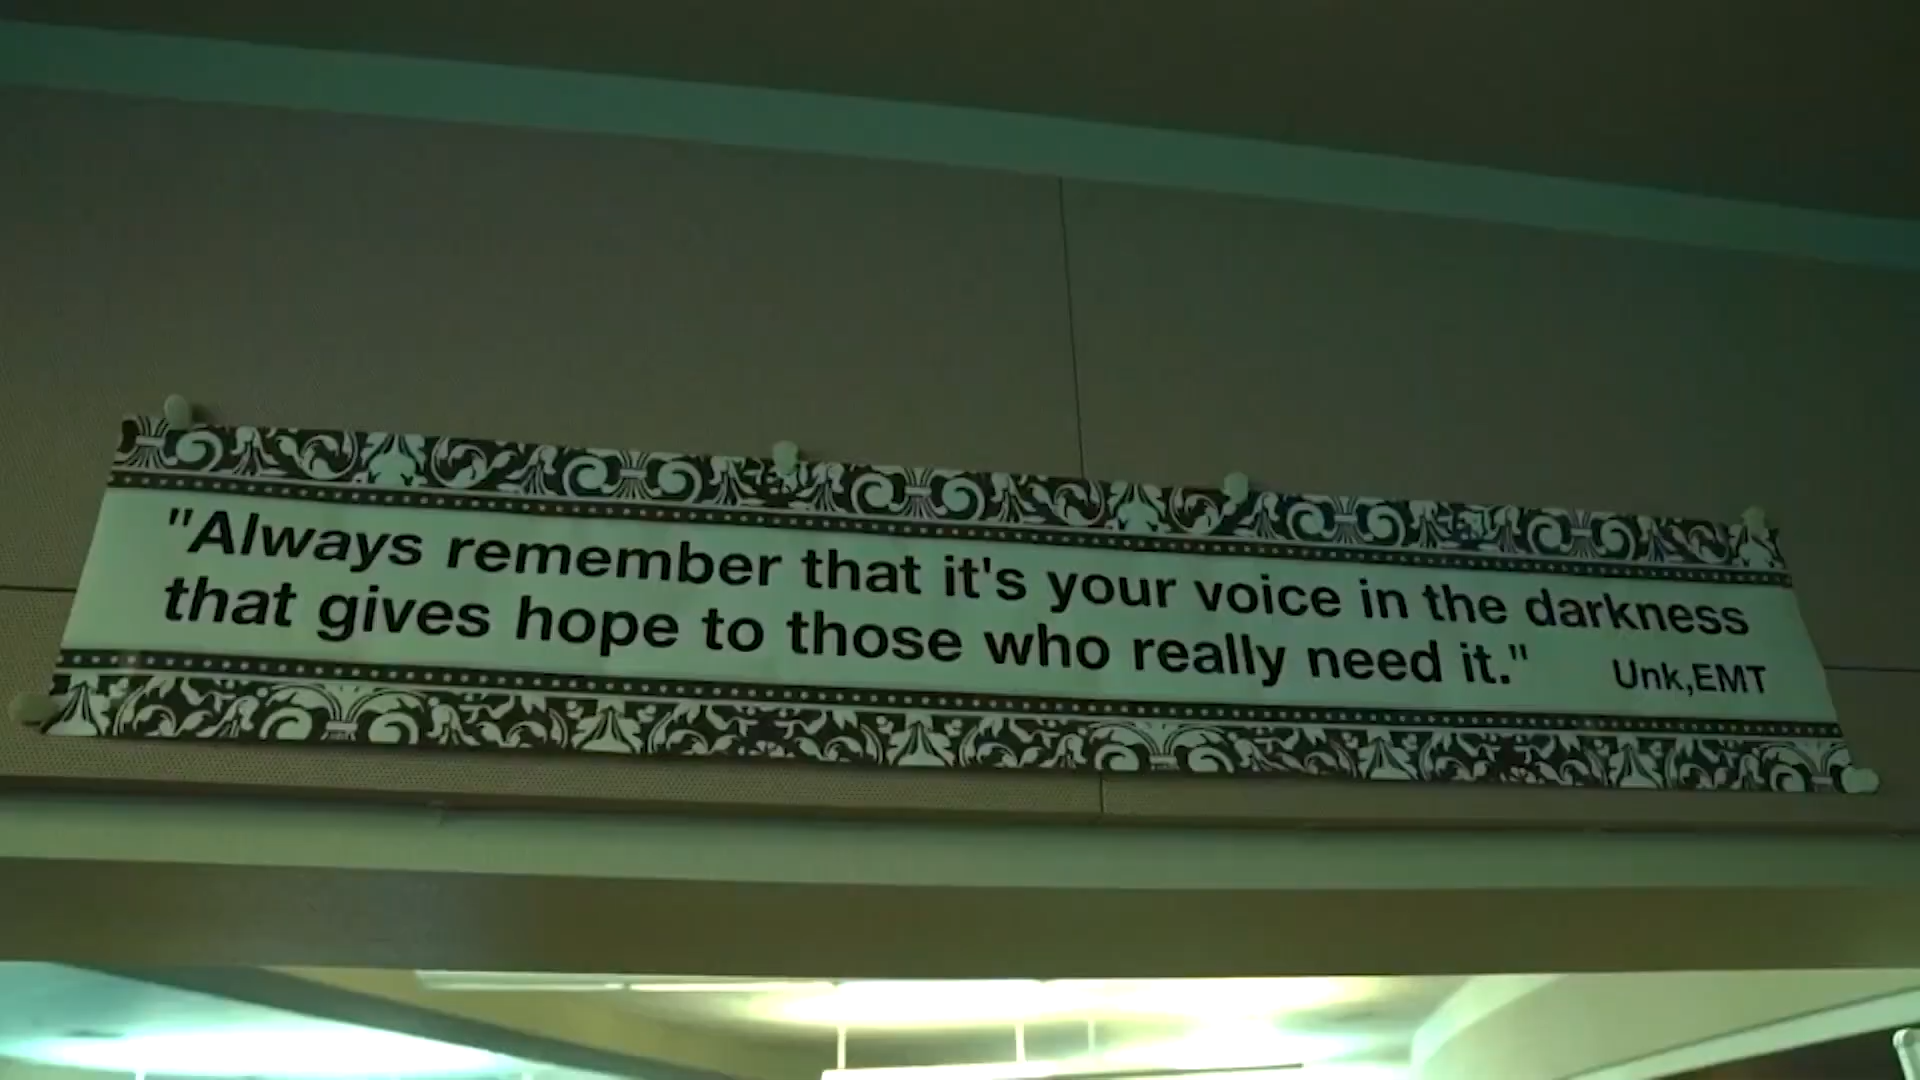 "Always remember that it's your voice in the darkness
that gives hope to those who really need it."
Unk,EMT